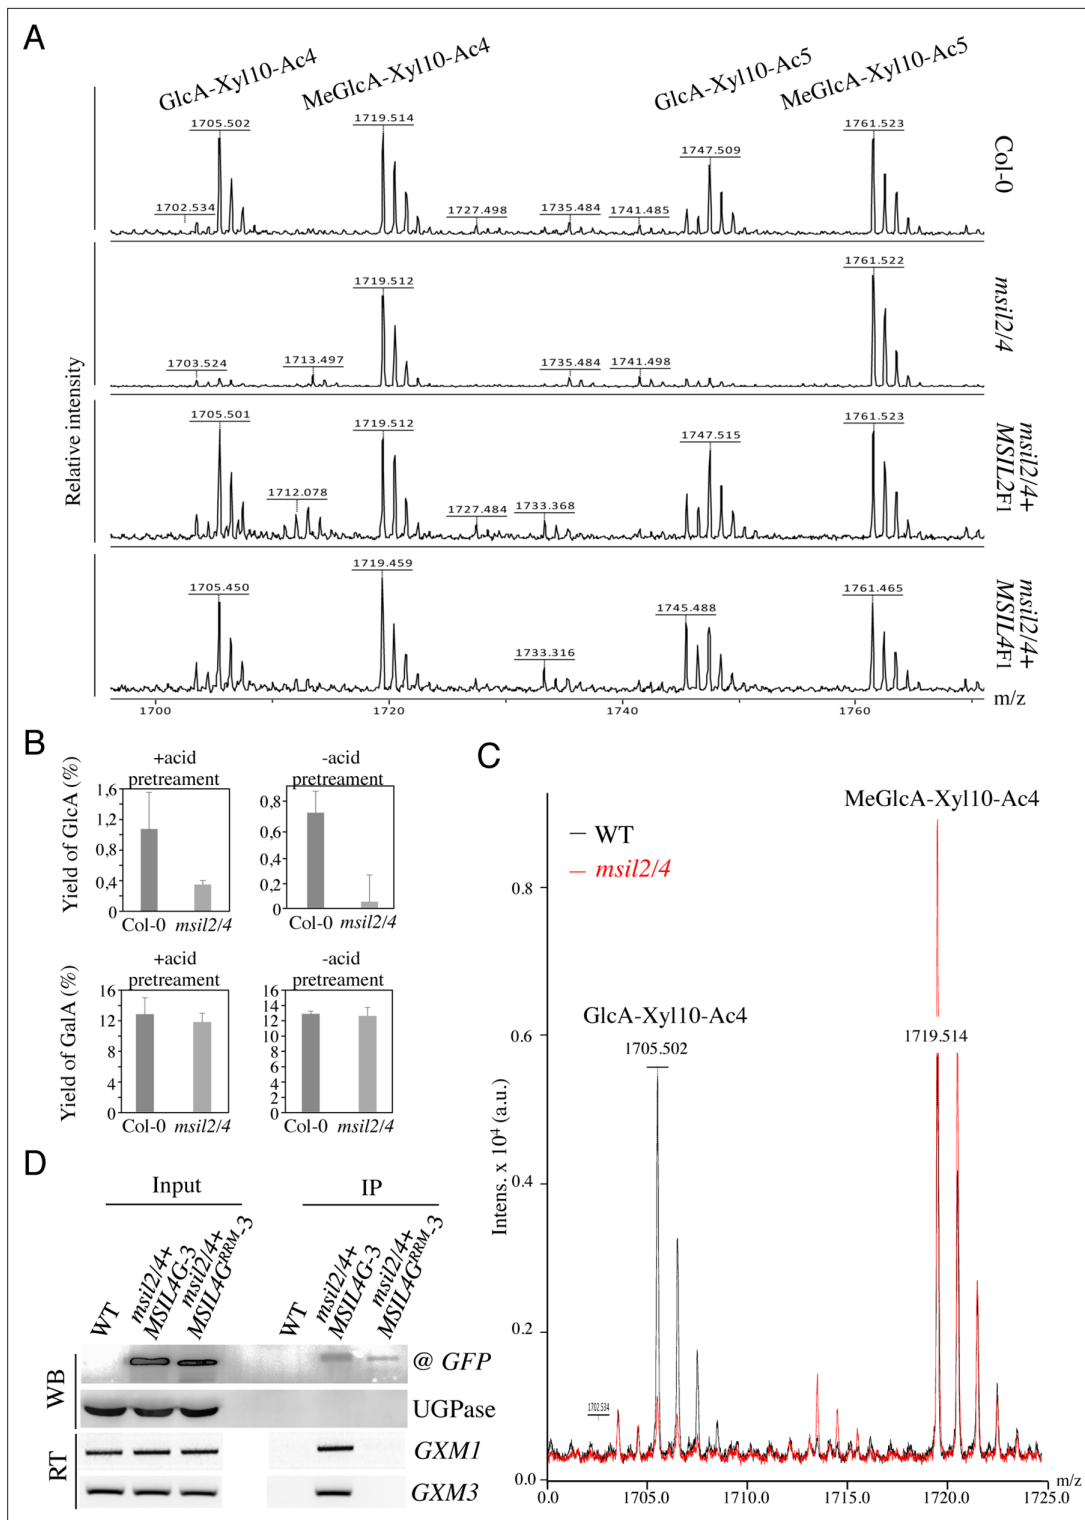 A
GlcA-Xyl10-Ac4
MeGlcA-Xyl10-Ac4
GlcA-Xyl10-Ac5
MeGlcA-Xyl10-Ac5
1705.502
1719.514
1761.523
1747.509
1702.534
1727.498
1735.484
1741.485
Col-0
1719.512
1761.522
1703.524
1713.497
1735.484
1741.498
msil2/4
Relative intensity
1705.501
1719.512
1747.515
1761.523
1712.078
1727.484
1733.368
msil2/4+
MSIL2F1
1705.450
1719.459
1745.488
1761.465
1733.316
msil2/4+
MSIL4F1
1700
1720
1740
1760
m/z
B
+acid
pretreament
-acid
pretreament
Yield of GlcA (%)
1,6
1,2
0,8
0,4
0
Col-0 msil2/4
0,8
0,6
0,4
0,2
0
Col-0 msil2/4
+acid
pretreament
-acid
pretreament
Yield of GalA (%)
16
14
12
10
8
6
4
2
0
Col-0 msil2/4
16
14
12
10
8
6
4
2
0
Col-0 msil2/4
C
MeGlcA-Xyl10-Ac4
WT
msil2/4
GlcA-Xyl10-Ac4
1705.502
1719.514
1702.534
Intens. x 10⁴ (a.u.)
0.8
0.6
0.4
0.2
0.0
0.0
1705.0
1710.0
1715.0
1720.0
1725.0
m/z
D
Input
IP
WT
msil2/4+
MSIL4G-3
msil2/4+
MSIL4G^RRM-3
WT
msil2/4+
MSIL4G-3
msil2/4+
MSIL4G^RRM-3
WB
@ GFP
UGPase
RT
GXM1
GXM3